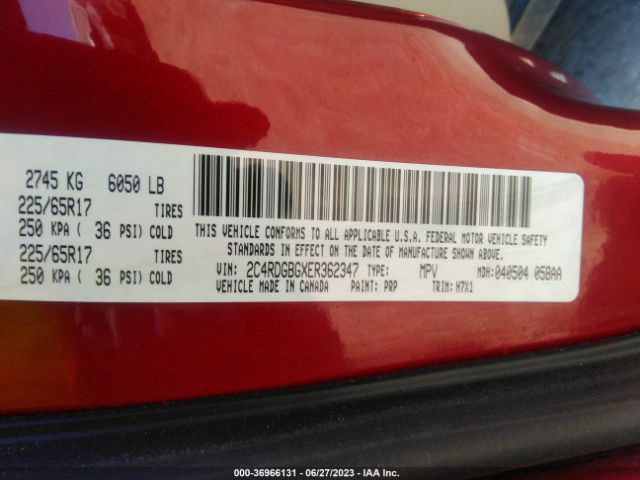 2745 KG 6050 LB
225/65R17 TIRES
250 KPA ( 36 PSI) COLD
225/65R17 TIRES
250 KPA ( 36 PSI) COLD
THIS VEHICLE CONFORMS TO ALL APPLICABLE U.S.A. FEDERAL MOTOR VEHICLE SAFETY
STANDARDS IN EFFECT ON THE DATE OF MANUFACTURE SHOWN ABOVE.
VIN: 2C4RDGBGXER362347 TYPE: MPV MDH: 040504 05BAA
VEHICLE MADE IN CANADA PAINT: PRP TRIM: H7X1
000-36966131 - 06/27/2023 - IAA Inc.